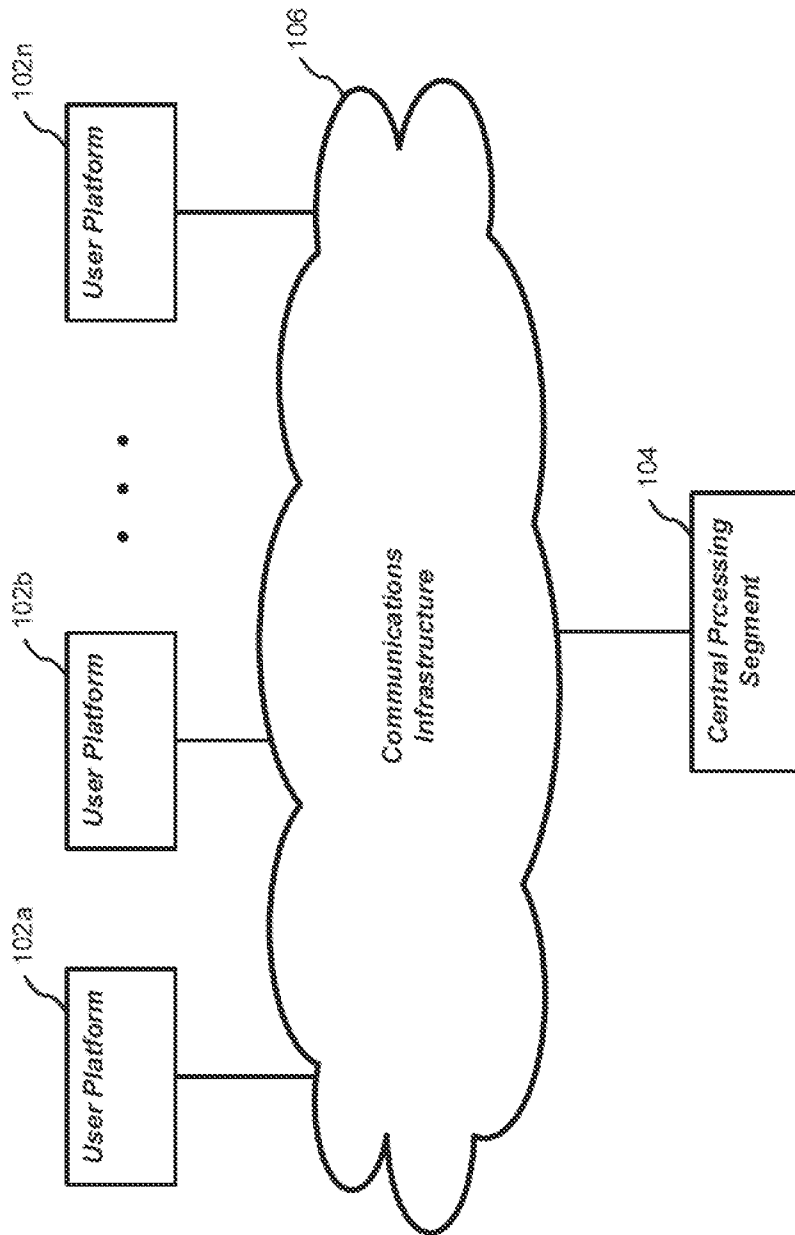 102a
User Platform
102b
User Platform
102n
User Platform
106
Communications
Infrastructure
104
Central Prcessing
Segment